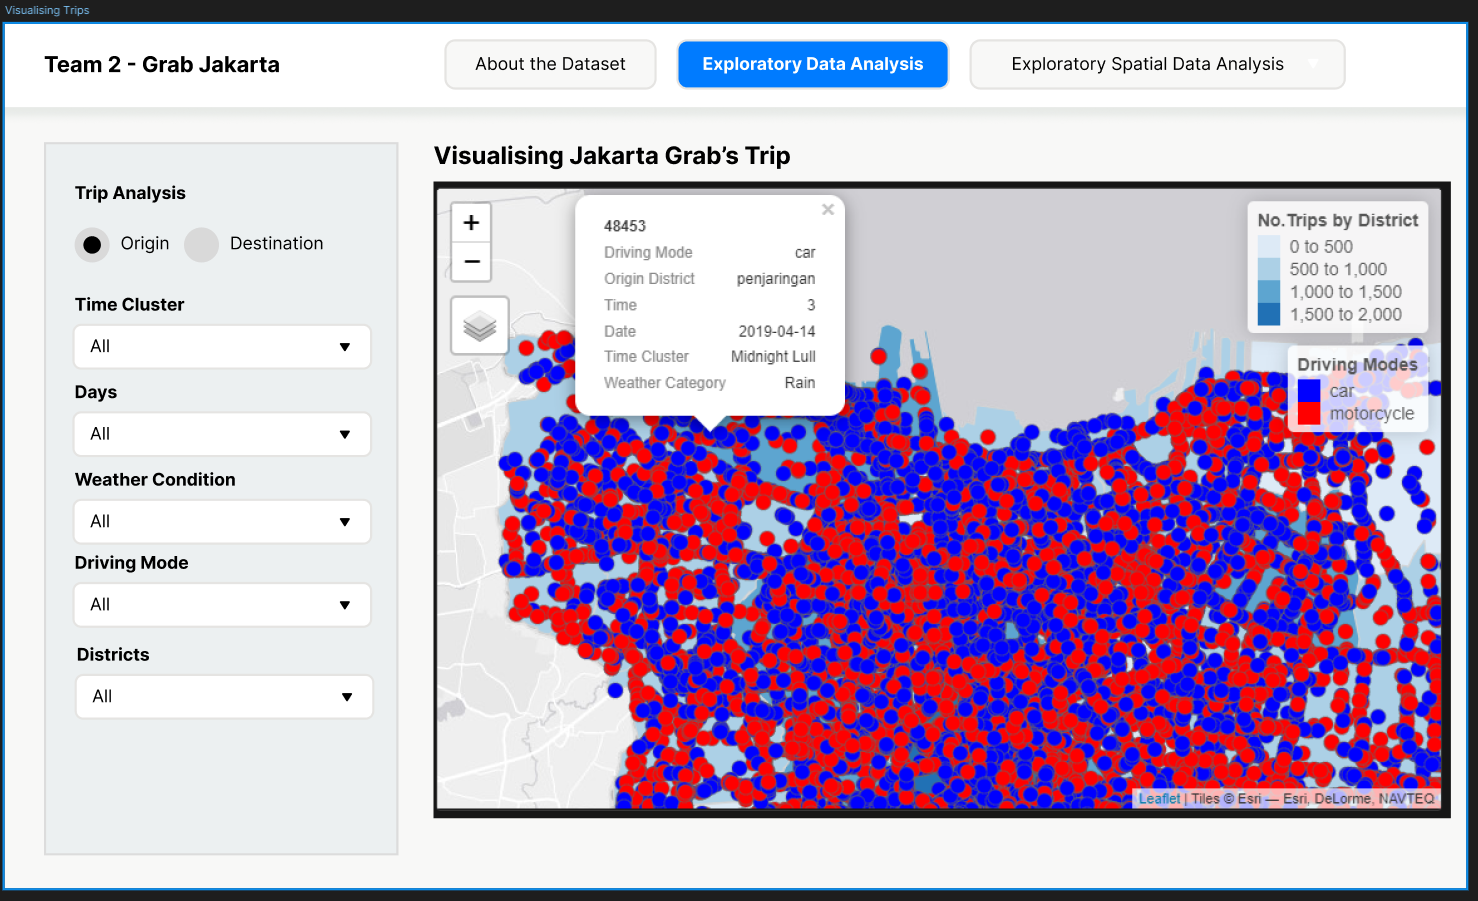 Visualising Trips
Team 2 - Grab Jakarta
About the Dataset
Exploratory Data Analysis
Exploratory Spatial Data Analysis
Trip Analysis
Origin
Destination
Time Cluster
All
Days
All
Weather Condition
All
Driving Mode
All
Districts
All
Visualising Jakarta Grab’s Trip
+
−
×
48453
Driving Mode car
Origin District penjaringan
Time 3
Date 2019-04-14
Time Cluster Midnight Lull
Weather Category Rain
No.Trips by District
0 to 500
500 to 1,000
1,000 to 1,500
1,500 to 2,000
Driving Modes
car
motorcycle
Leaflet | Tiles © Esri — Esri, DeLorme, NAVTEQ